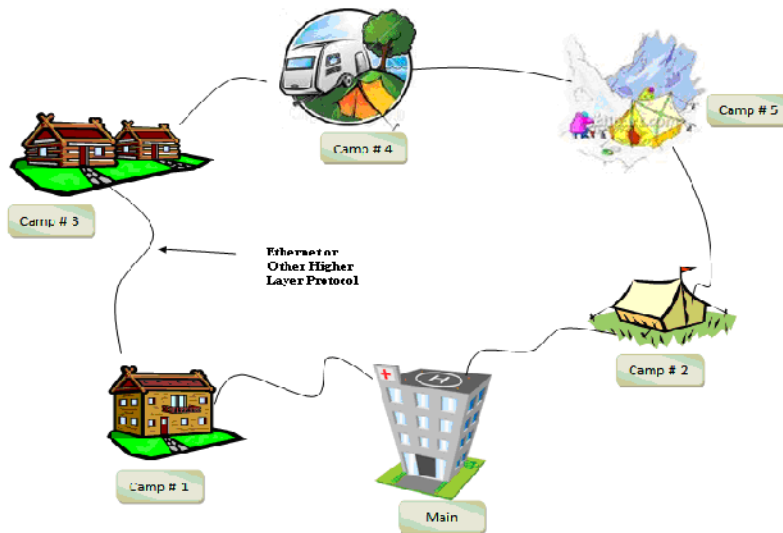 Camp # 4
Camp # 5
Camp # 3
Ethernet or
Other Higher
Layer Protocol
H
Camp # 2
Camp # 1
Main